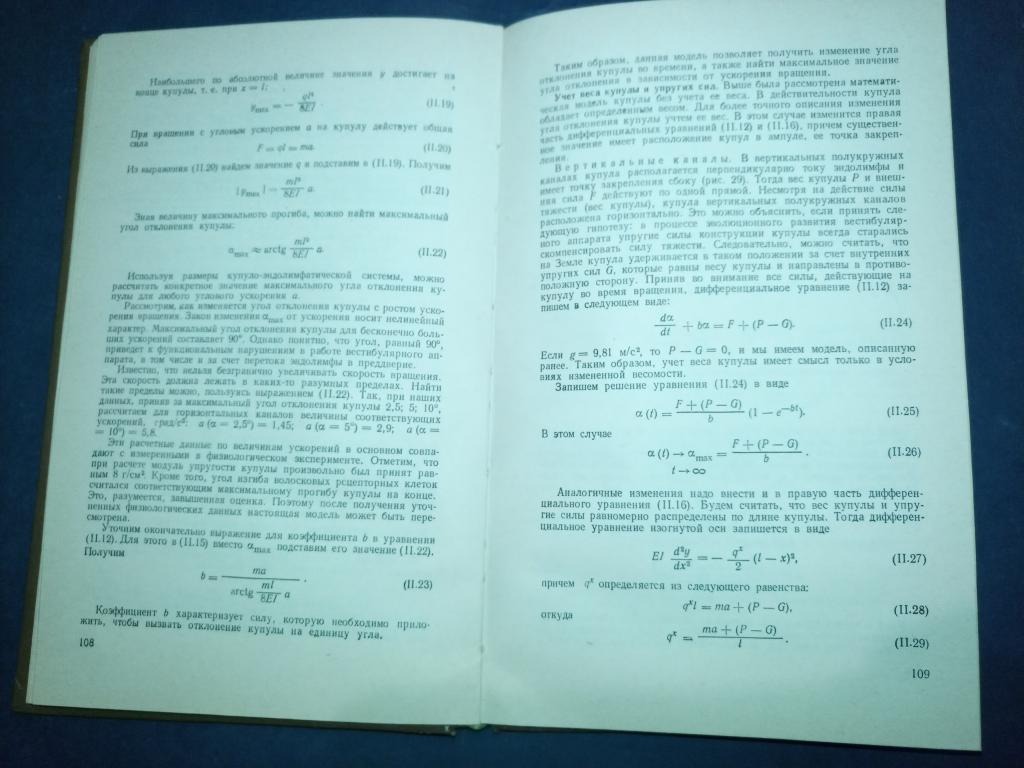 Наибольшего по абсолютной величине значения y достигает на
конце купулы, т. е. при x = l:
y_max = − ql⁴/8EI . (II.19)
При вращении с угловым ускорением a на купулу действует общая
сила
F = ql = ma. (II.20)
Из выражения (II.20) найдем значение q и подставим в (II.19). Получим
|y_max| = ml³/8EI a. (II.21)
Зная величину максимального прогиба, можно найти максимальный
угол отклонения купулы:
α_max ≈ arctg ml²/8EI a. (II.22)
Используя размеры купуло-эндолимфатической системы, можно
рассчитать конкретное значение максимального угла отклонения ку-
пулы для любого углового ускорения a.
Рассмотрим, как изменяется угол отклонения купулы с ростом уско-
рения вращения. Закон изменения α_max от ускорения носит нелинейный
характер. Максимальный угол отклонения купулы для бесконечно боль-
ших ускорений составляет 90°. Однако понятно, что угол, равный 90°,
приведет к функциональным нарушениям в работе вестибулярного ап-
парата, в том числе и за счет перетока эндолимфы в преддверие.
Известно, что нельзя безгранично увеличивать скорость вращения.
Эта скорость должна лежать в каких-то разумных пределах. Найти
такие пределы можно, пользуясь выражением (II.22). Так, при наших
данных, приняв за максимальный угол отклонения купулы 2,5; 5; 10°,
рассчитаем для горизонтальных каналов величины соответствующих
ускорений, град/с²: a (α = 2,5°) = 1,45; a (α = 5°) = 2,9; a (α =
= 10°) = 5,8.
Эти расчетные данные по величинам ускорений в основном совпа-
дают с измеренными в физиологическом эксперименте. Отметим, что
при расчете модуль упругости купулы произвольно был принят рав-
ным 8 г/см². Кроме того, угол изгиба волосковых рецепторных клеток
считался соответствующим максимальному прогибу купулы на конце.
Это, разумеется, завышенная оценка. Поэтому после получения уточ-
ненных физиологических данных настоящая модель может быть пере-
смотрена.
Уточним окончательно выражение для коэффициента b в уравнении
(II.12). Для этого в (II.15) вместо α_max подставим его значение (II.22).
Получим
b = ma / (arctg ml/8EI a) . (II.23)
Коэффициент b характеризует силу, которую необходимо прило-
жить, чтобы вызвать отклонение купулы на единицу угла.
108
Таким образом, данная модель позволяет получить изменение угла
отклонения купулы во времени, а также найти максимальное значение
отклонения в зависимости от ускорения вращения.
Учет веса купулы и упругих сил. Выше была рассмотрена математи-
ческая модель купулы без учета ее веса. В действительности купула
обладает определенным весом. Для более точного описания изменения
угла отклонения купулы учтем ее вес. В этом случае изменится правая
часть дифференциальных уравнений (II.12) и (II.16), причем существен-
ное значение имеет расположение купул в ампуле, ее точка закреп-
ления.
Вертикальные каналы. В вертикальных полукружных
каналах купула располагается перпендикулярно току эндолимфы и
имеет точку закрепления сбоку (рис. 29). Тогда вес купулы P и внеш-
няя сила F действуют по одной прямой. Несмотря на действие силы
тяжести (вес купулы), купула вертикальных полукружных каналов
расположена горизонтально. Это можно объяснить, если принять сле-
дующую гипотезу: в процессе эволюционного развития вестибуляр-
ного аппарата упругие силы конструкции купулы всегда старались
скомпенсировать силу тяжести. Следовательно, можно считать, что
на Земле купула удерживается в таком положении за счет внутренних
упругих сил G, которые равны весу купулы и направлены в противо-
положную сторону. Приняв во внимание все силы, действующие на
купулу во время вращения, дифференциальное уравнение (II.12) за-
пишем в следующем виде:
dα/dt + bα = F + (P − G). (II.24)
Если g = 9,81 м/с², то P − G = 0, и мы имеем модель, описанную
ранее. Таким образом, учет веса купулы имеет смысл только в усло-
виях измененной весомости.
Запишем решение уравнения (II.24) в виде
α (t) = F + (P − G)/b (1 − e^−bt). (II.25)
В этом случае
α (t) → α_max = F + (P − G)/b . (II.26)
t → ∞
Аналогичные изменения надо внести и в правую часть дифферен-
циального уравнения (II.16). Будем считать, что вес купулы и упру-
гие силы равномерно распределены по длине купулы. Тогда дифферен-
циальное уравнение изогнутой оси запишется в виде
EI d²y/dx² = − qˣ/2 (l − x)², (II.27)
причем qˣ определяется из следующего равенства:
qˣl = ma + (P − G), (II.28)
откуда
qˣ = ma + (P − G)/l . (II.29)
109